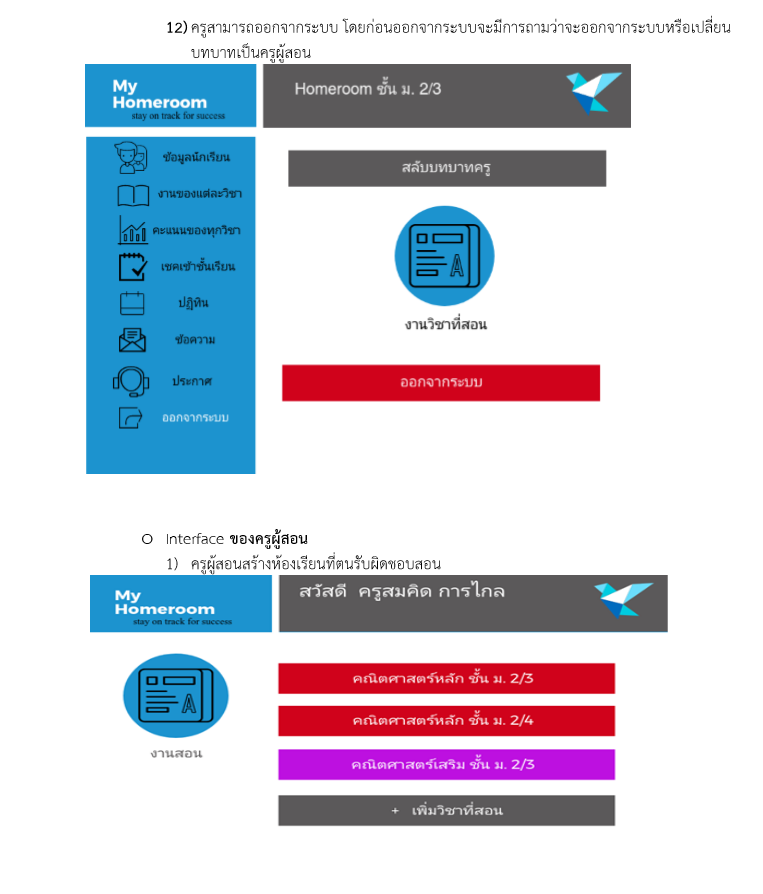 12) ครูสามารถออกจากระบบ โดยก่อนออกจากระบบจะมีการถามว่าจะออกจากระบบหรือเปลี่ยน
บทบาทเป็นครูผู้สอน
My
Homeroom
stay on track for success
Homeroom ชั้น ม. 2/3
ข้อมูลนักเรียน
งานของแต่ละวิชา
คะแนนของทุกวิชา
เชคเข้าชั้นเรียน
ปฏิทิน
ข้อความ
ประกาศ
ออกจากระบบ
สลับบทบาทครู
A
งานวิชาที่สอน
ออกจากระบบ
O Interface ของครูผู้สอน
1) ครูผู้สอนสร้างห้องเรียนที่ตนรับผิดชอบสอน
My
Homeroom
stay on track for success
สวัสดี ครูสมคิด การไกล
A
งานสอน
คณิตศาสตร์หลัก ชั้น ม. 2/3
คณิตศาสตร์หลัก ชั้น ม. 2/4
คณิตศาสตร์เสริม ชั้น ม. 2/3
+ เพิ่มวิชาที่สอน